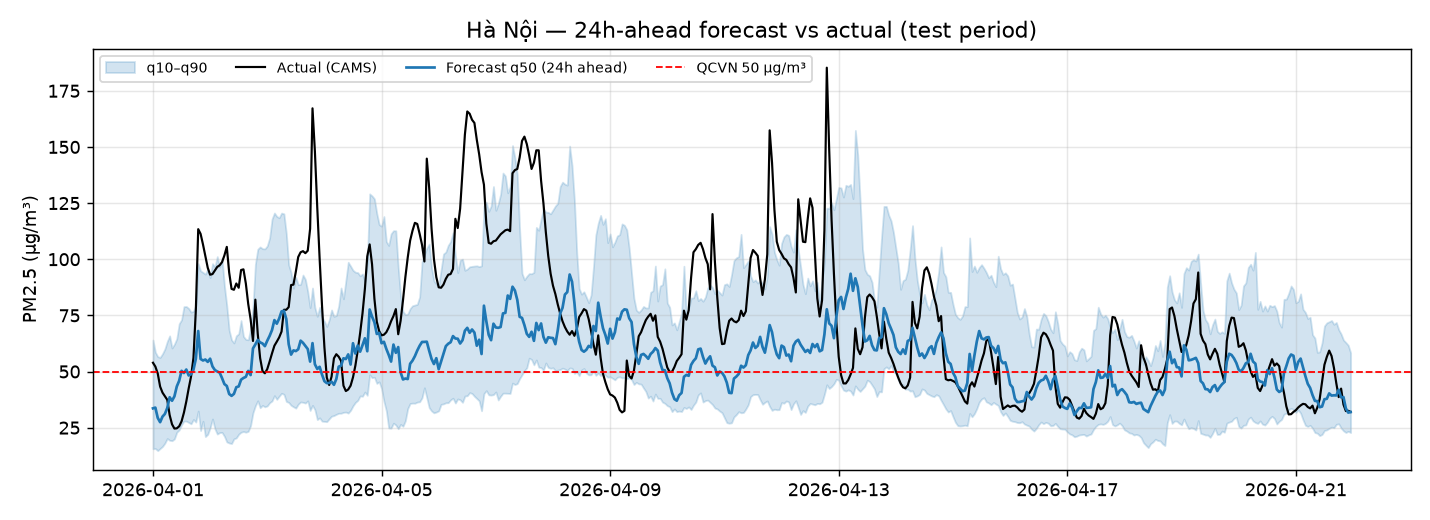 Hà Nội — 24h-ahead forecast vs actual (test period)
q10–q90 Actual (CAMS) Forecast q50 (24h ahead) QCVN 50 µg/m³
PM2.5 (µg/m³)
175
150
125
100
75
50
25
2026-04-01 2026-04-05 2026-04-09 2026-04-13 2026-04-17 2026-04-21